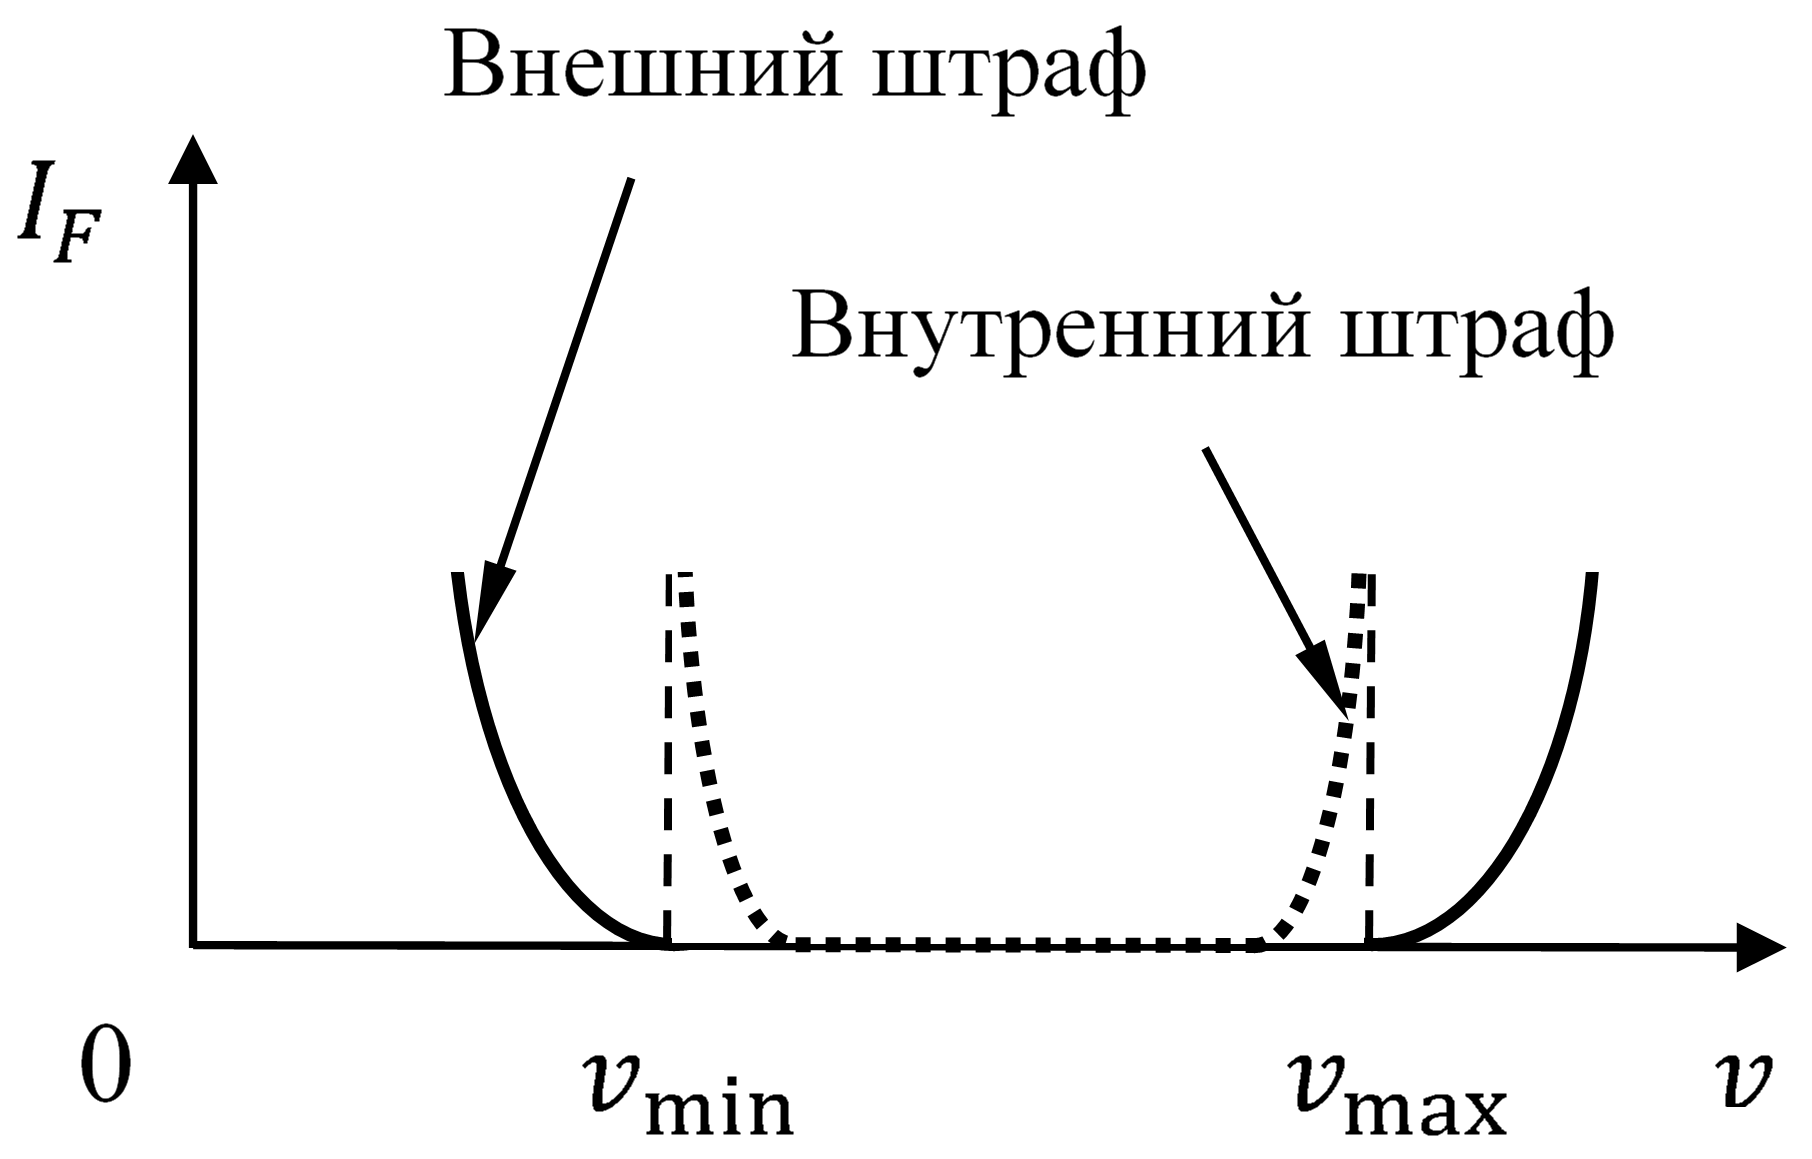 Внешний штраф
I_F
Внутренний штраф
0
v_min
v_max
v